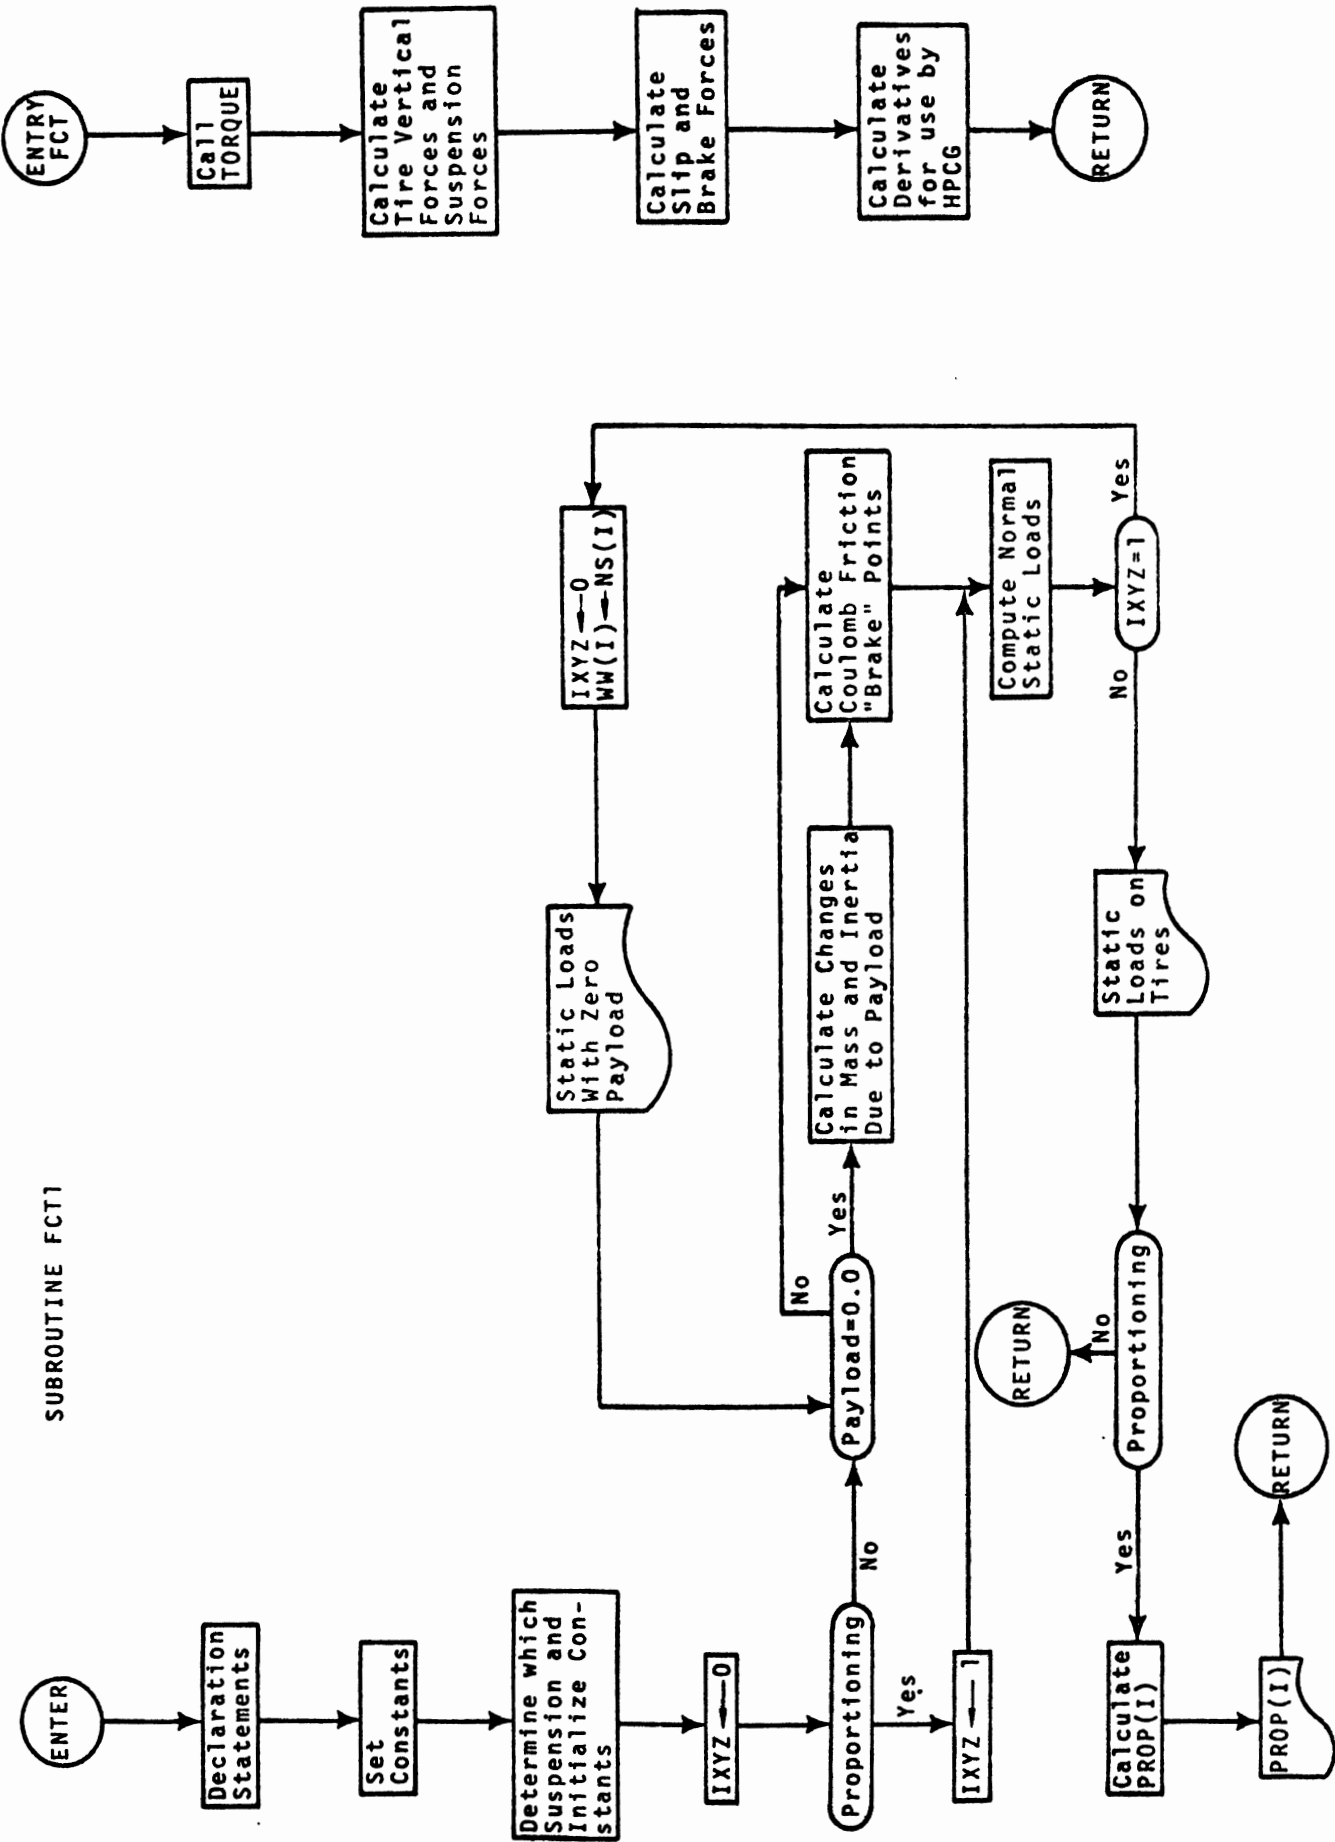 SUBROUTINE FCT1
ENTER
Declaration
Statements
Set
Constants
Determine which
Suspension and
Initialize Con-
stants
IXYZ ← 0
Proportioning
No
Yes
IXYZ ← 1
Payload=0.0
No
Yes
Calculate Changes
in Mass and Inertia
Due to Payload
Calculate
Coulomb Friction
"Brake" Points
Compute Normal
Static Loads
IXYZ=1
Yes
No
IXYZ ← 0
WW(I) ← NS(I)
Static Loads
With Zero
Payload
Static
Loads on
Tires
Proportioning
No
RETURN
Yes
Calculate
PROP(I)
PROP(I)
RETURN
ENTRY
FCT
Call
TORQUE
Calculate
Tire Vertical
Forces and
Suspension
Forces
Calculate
Slip and
Brake Forces
Calculate
Derivatives
for use by
HPCG
RETURN